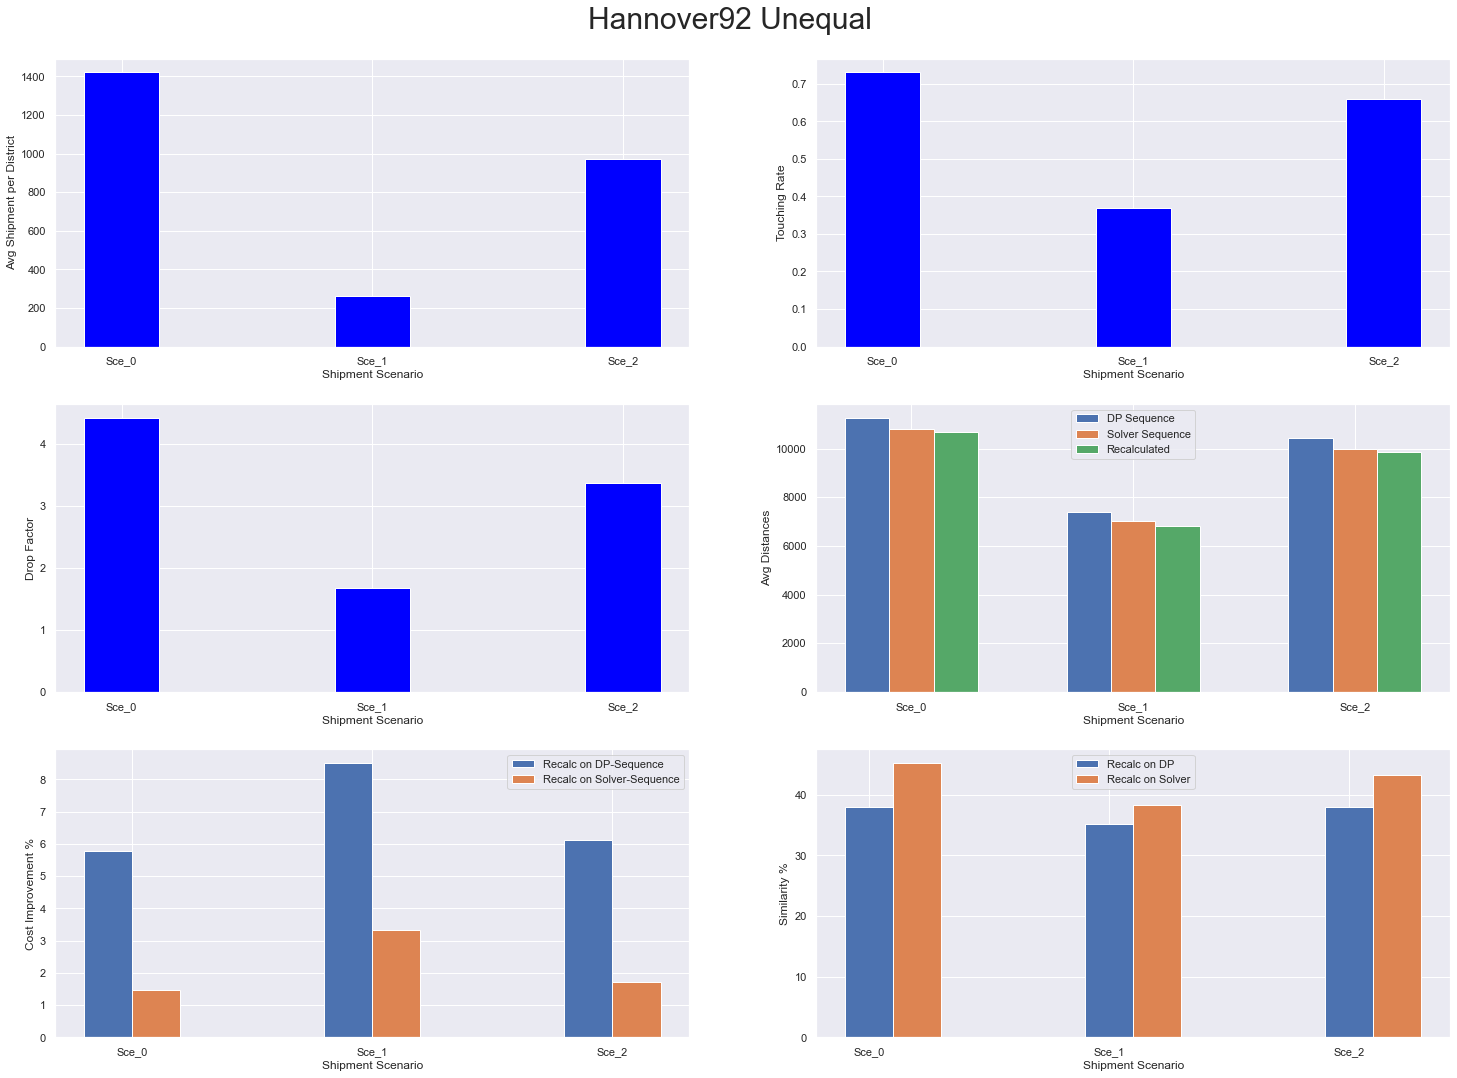 Hannover92 Unequal
1400
1200
1000
800
600
400
200
0
Avg Shipment per District
Sce_0 Sce_1 Sce_2
Shipment Scenario
0.7
0.6
0.5
0.4
0.3
0.2
0.1
0.0
Touching Rate
Sce_0 Sce_1 Sce_2
Shipment Scenario
4
3
2
1
0
Drop Factor
Sce_0 Sce_1 Sce_2
Shipment Scenario
DP Sequence
Solver Sequence
Recalculated
10000
8000
6000
4000
2000
0
Avg Distances
Sce_0 Sce_1 Sce_2
Shipment Scenario
Recalc on DP-Sequence
Recalc on Solver-Sequence
8
7
6
5
4
3
2
1
0
Cost Improvement %
Sce_0 Sce_1 Sce_2
Shipment Scenario
Recalc on DP
Recalc on Solver
40
30
20
10
0
Similarity %
Sce_0 Sce_1 Sce_2
Shipment Scenario